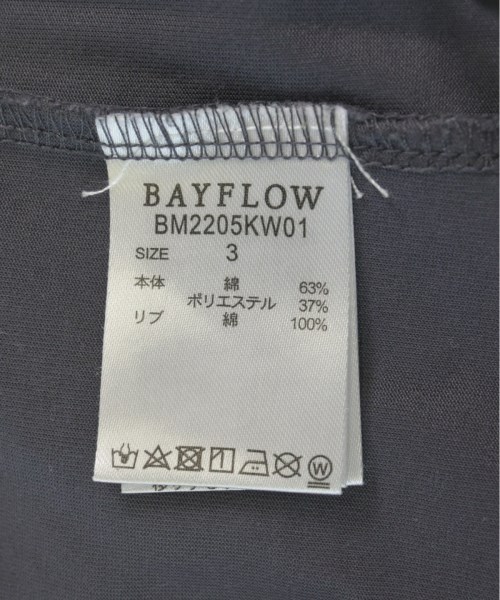 BAYFLOW
BM2205KW01
SIZE 3
本体 綿 63%
ポリエステル 37%
リブ 綿 100%
W